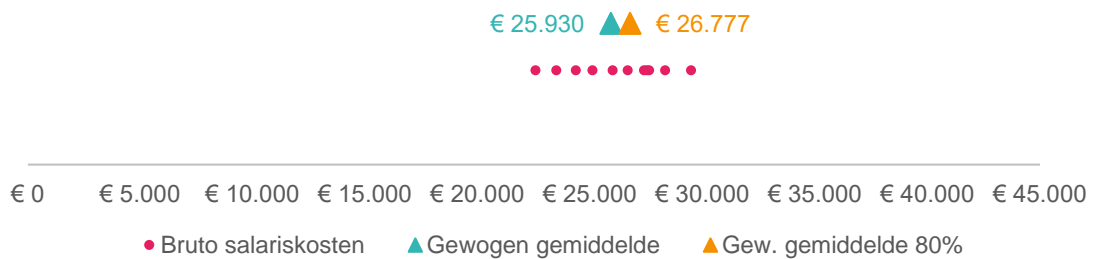 € 25.930 € 26.777
€ 0 € 5.000 € 10.000 € 15.000 € 20.000 € 25.000 € 30.000 € 35.000 € 40.000 € 45.000
Bruto salariskosten Gewogen gemiddelde Gew. gemiddelde 80%